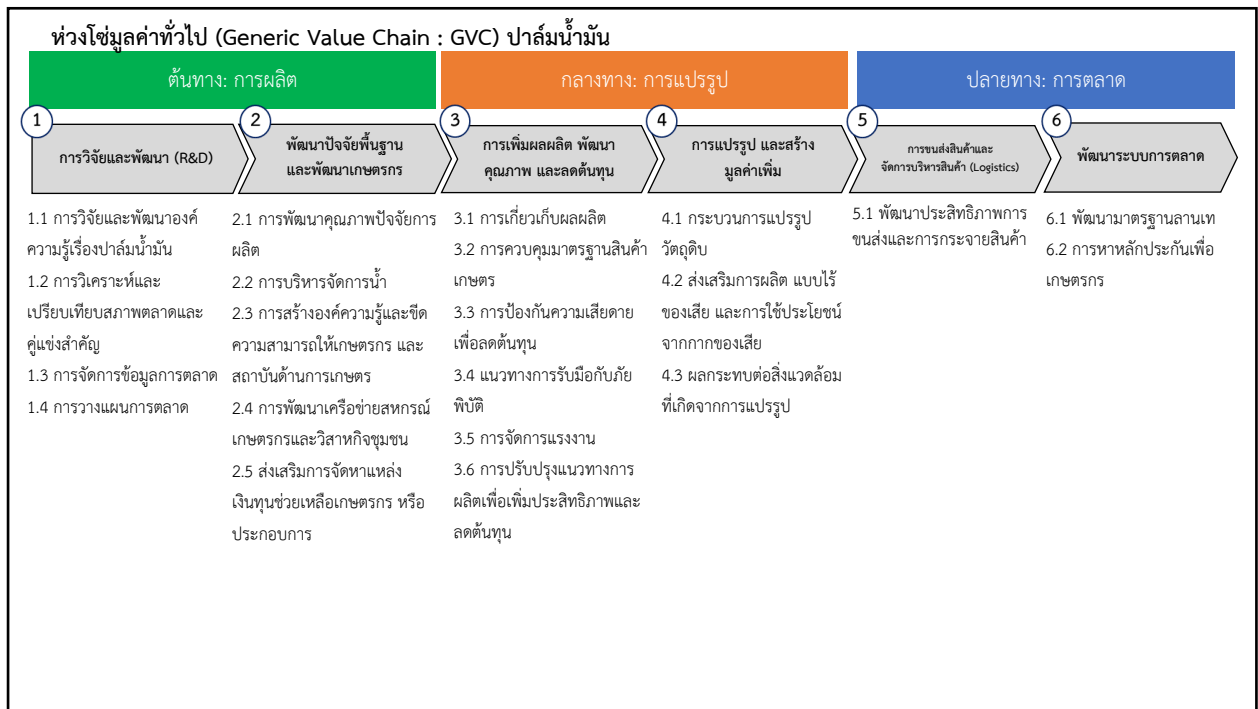 ห่วงโซ่มูลค่าทั่วไป (Generic Value Chain : GVC) ปาล์มน้ำมัน
ต้นทาง: การผลิต
กลางทาง: การแปรรูป
ปลายทาง: การตลาด
1
การวิจัยและพัฒนา (R&D)
2
พัฒนาปัจจัยพื้นฐาน
และพัฒนาเกษตรกร
3
การเพิ่มผลผลิต พัฒนา
คุณภาพ และลดต้นทุน
4
การแปรรูป และสร้าง
มูลค่าเพิ่ม
5
การขนส่งสินค้าและ
จัดการบริหารสินค้า (Logistics)
6
พัฒนาระบบการตลาด
1.1 การวิจัยและพัฒนาองค์
ความรู้เรื่องปาล์มน้ำมัน
1.2 การวิเคราะห์และ
เปรียบเทียบสภาพตลาดและ
คู่แข่งสำคัญ
1.3 การจัดการข้อมูลการตลาด
1.4 การวางแผนการตลาด
2.1 การพัฒนาคุณภาพปัจจัยการ
ผลิต
2.2 การบริหารจัดการน้ำ
2.3 การสร้างองค์ความรู้และขีด
ความสามารถให้เกษตรกร และ
สถาบันด้านการเกษตร
2.4 การพัฒนาเครือข่ายสหกรณ์
เกษตรกรและวิสาหกิจชุมชน
2.5 ส่งเสริมการจัดหาแหล่ง
เงินทุนช่วยเหลือเกษตรกร หรือ
ประกอบการ
3.1 การเกี่ยวเก็บผลผลิต
3.2 การควบคุมมาตรฐานสินค้า
เกษตร
3.3 การป้องกันความเสียดาย
เพื่อลดต้นทุน
3.4 แนวทางการรับมือกับภัย
พิบัติ
3.5 การจัดการแรงงาน
3.6 การปรับปรุงแนวทางการ
ผลิตเพื่อเพิ่มประสิทธิภาพและ
ลดต้นทุน
4.1 กระบวนการแปรรูป
วัตถุดิบ
4.2 ส่งเสริมการผลิต แบบไร้
ของเสีย และการใช้ประโยชน์
จากกากของเสีย
4.3 ผลกระทบต่อสิ่งแวดล้อม
ที่เกิดจากการแปรรูป
5.1 พัฒนาประสิทธิภาพการ
ขนส่งและการกระจายสินค้า
6.1 พัฒนามาตรฐานลานเท
6.2 การหาหลักประกันเพื่อ
เกษตรกร